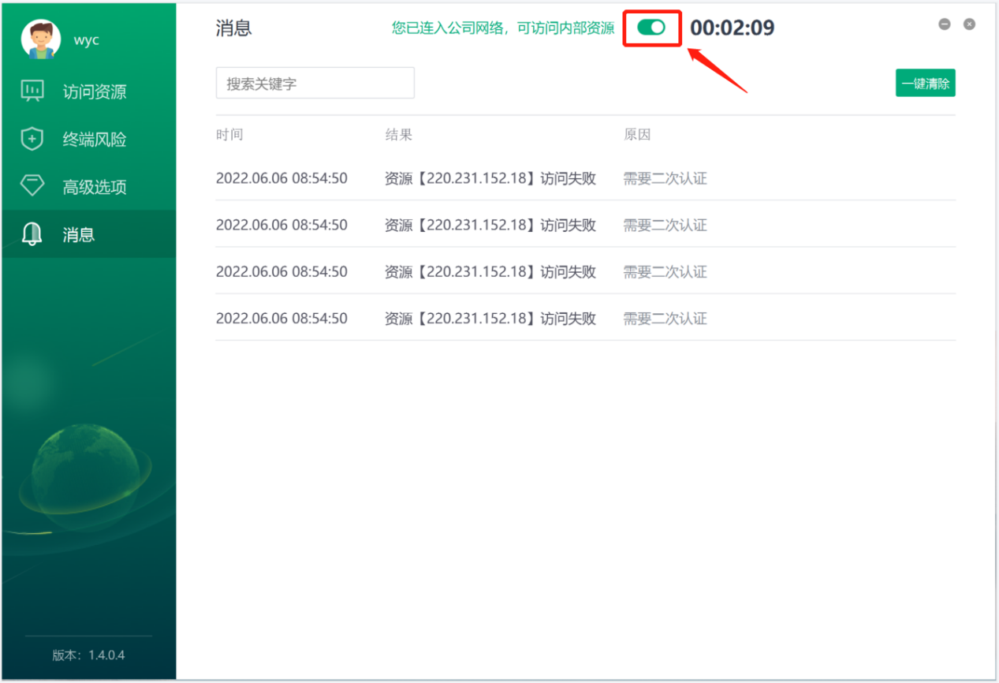 wyc
访问资源
终端风险
高级选项
消息
版本：1.4.0.4
消息
您已连入公司网络，可访问内部资源 00:02:09
搜索关键字
一键清除
时间 结果 原因
2022.06.06 08:54:50 资源【220.231.152.18】访问失败 需要二次认证
2022.06.06 08:54:50 资源【220.231.152.18】访问失败 需要二次认证
2022.06.06 08:54:50 资源【220.231.152.18】访问失败 需要二次认证
2022.06.06 08:54:50 资源【220.231.152.18】访问失败 需要二次认证